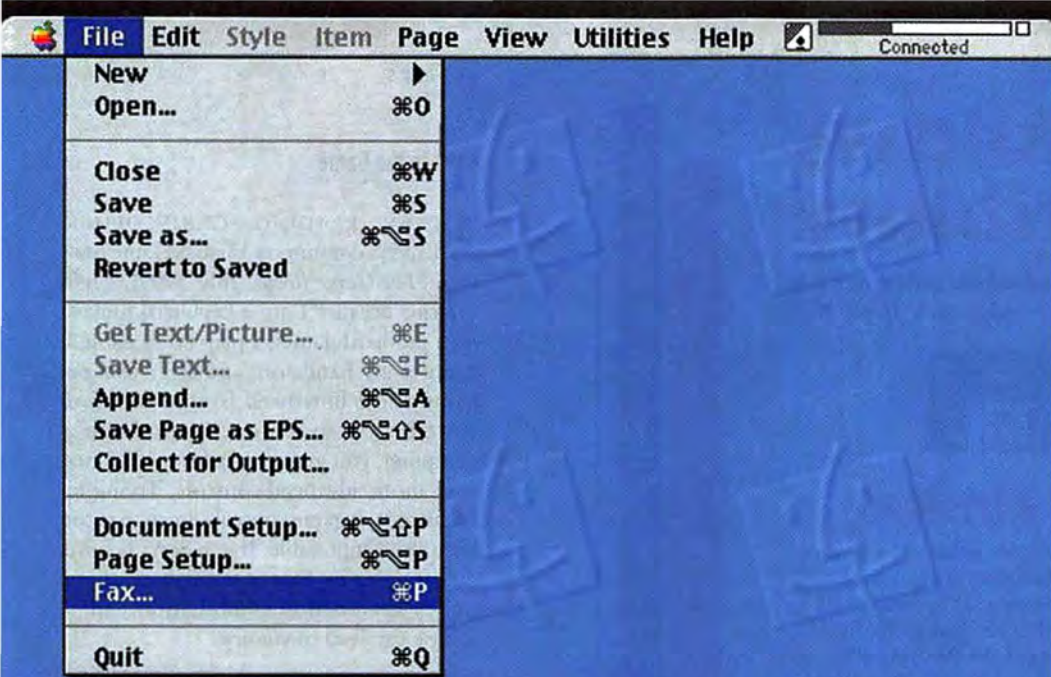 File Edit Style Item Page View Utilities Help Connected
New ▶
Open... ⌘O
Close ⌘W
Save ⌘S
Save as... ⌘⌥S
Revert to Saved
Get Text/Picture... ⌘E
Save Text... ⌘⌥E
Append... ⌘⌥A
Save Page as EPS... ⌘⌥⇧S
Collect for Output...
Document Setup... ⌘⌥⇧P
Page Setup... ⌘⌥P
Fax... ⌘P
Quit ⌘Q